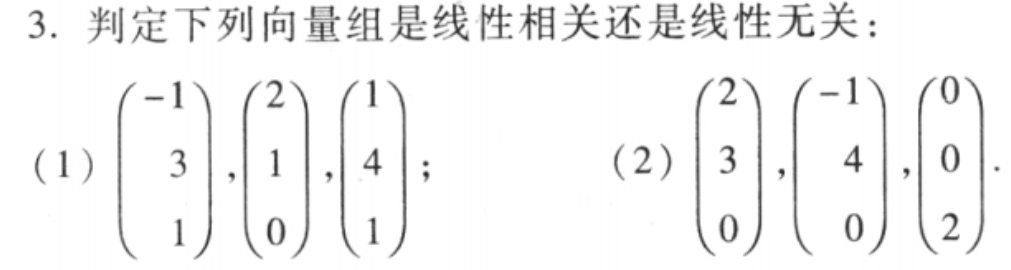 3. 判定下列向量组是线性相关还是线性无关:
(1) (-1 3 1), (2 1 0), (1 4 1); (2) (2 3 0), (-1 4 0), (0 0 2).